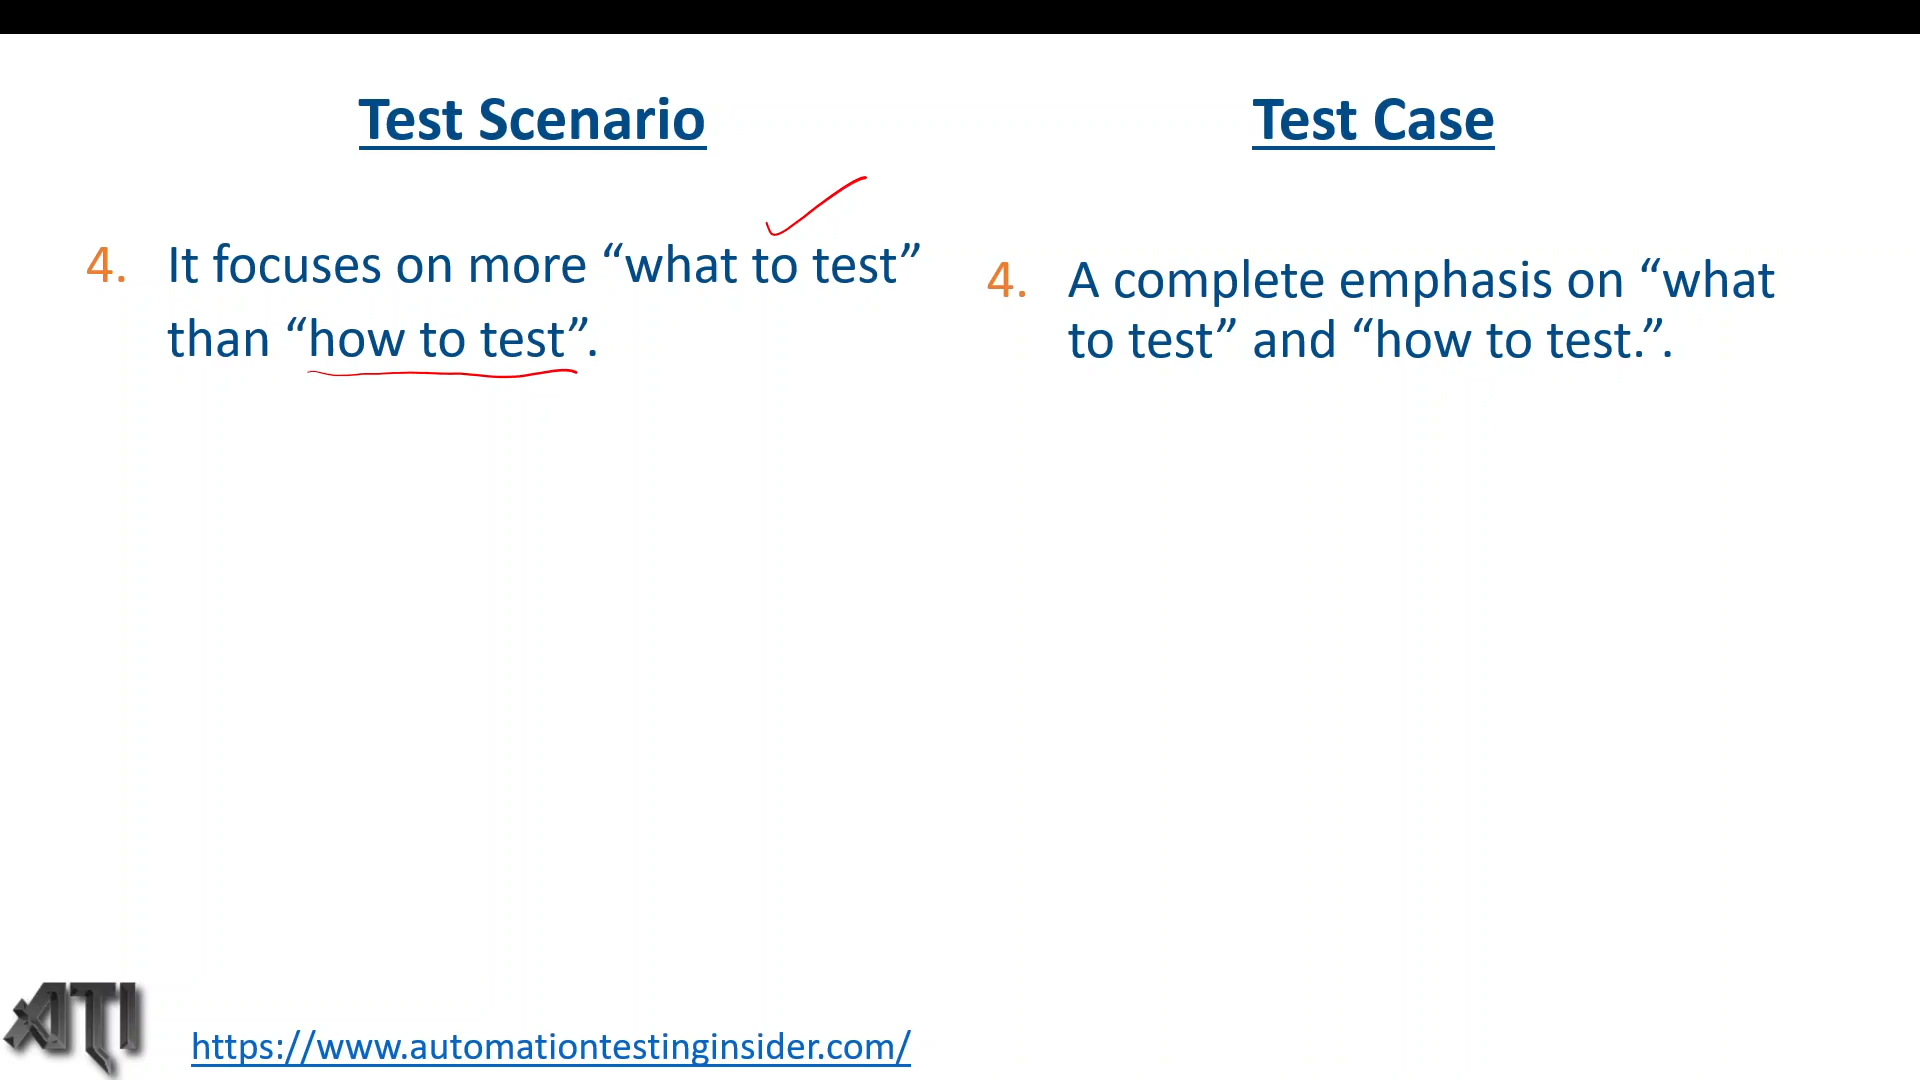 Test Scenario
Test Case
4. It focuses on more “what to test”
than “how to test”.
4. A complete emphasis on “what
to test” and “how to test.”.
ATI
https://www.automationtestinginsider.com/